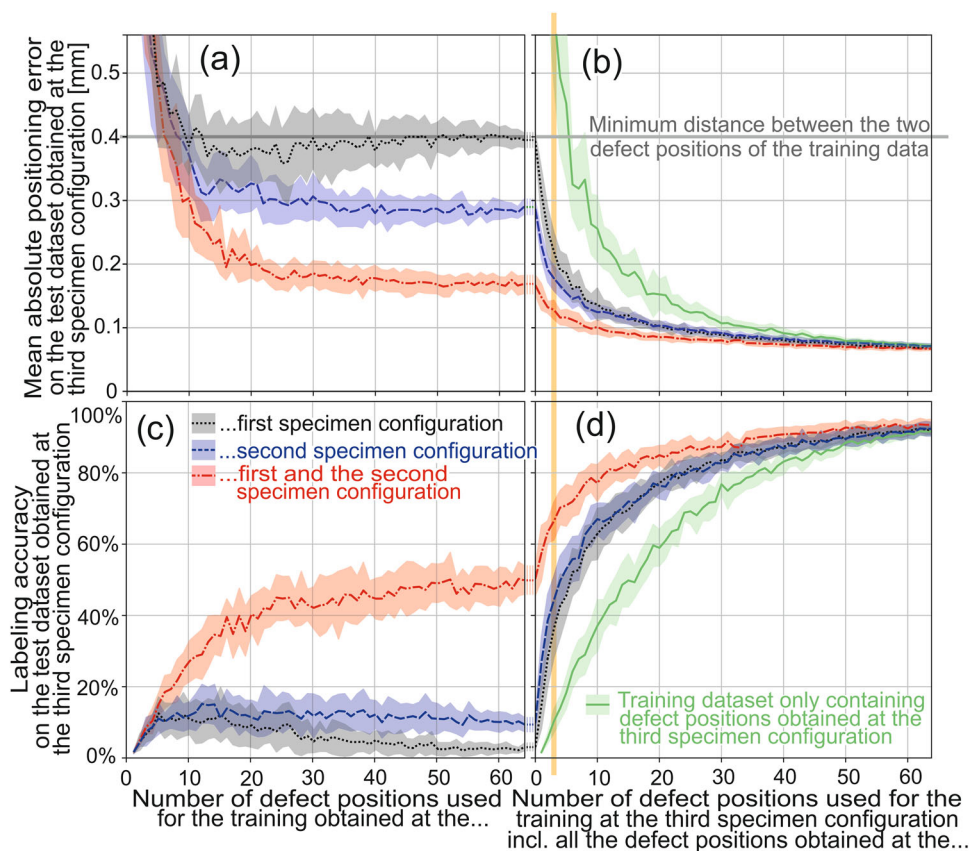 Mean absolute positioning error
on the test dataset obtained at the
third specimen configuration [mm]
0.5
0.4
0.3
0.2
0.1
0
(a)
(b)
Minimum distance between the two
defect positions of the training data
Labeling accuracy
on the test dataset obtained at
the third specimen configuration
100%
80%
60%
40%
20%
0%
(c)
...first specimen configuration
...second specimen configuration
...first and the second
specimen configuration
(d)
Training dataset only containing
defect positions obtained at the
third specimen configuration
0 10 20 30 40 50 60
0 10 20 30 40 50 60
Number of defect positions used
for the training obtained at the...
Number of defect positions used for the
training at the third specimen configuration
incl. all the defect positions obtained at the...